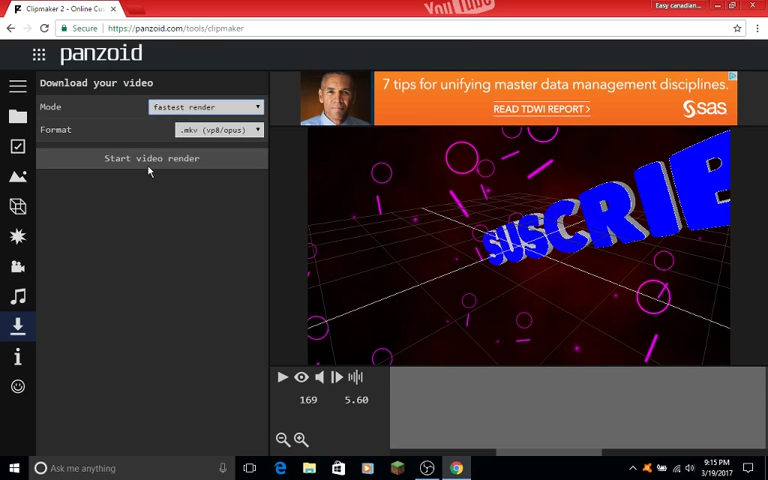 Clipmaker 2 - Online Cu
YouTube
Easy canadian...
Secure
https://panzoid.com/tools/clipmaker
panzoid
Download your video
Mode
fastest render
Format
.mkv (vp8/opus)
Start video render
7 tips for unifying master data management disciplines.
READ TDWI REPORT >
sas
SUSCRIBE
169
5.60
Ask me anything
9:15 PM
3/19/2017